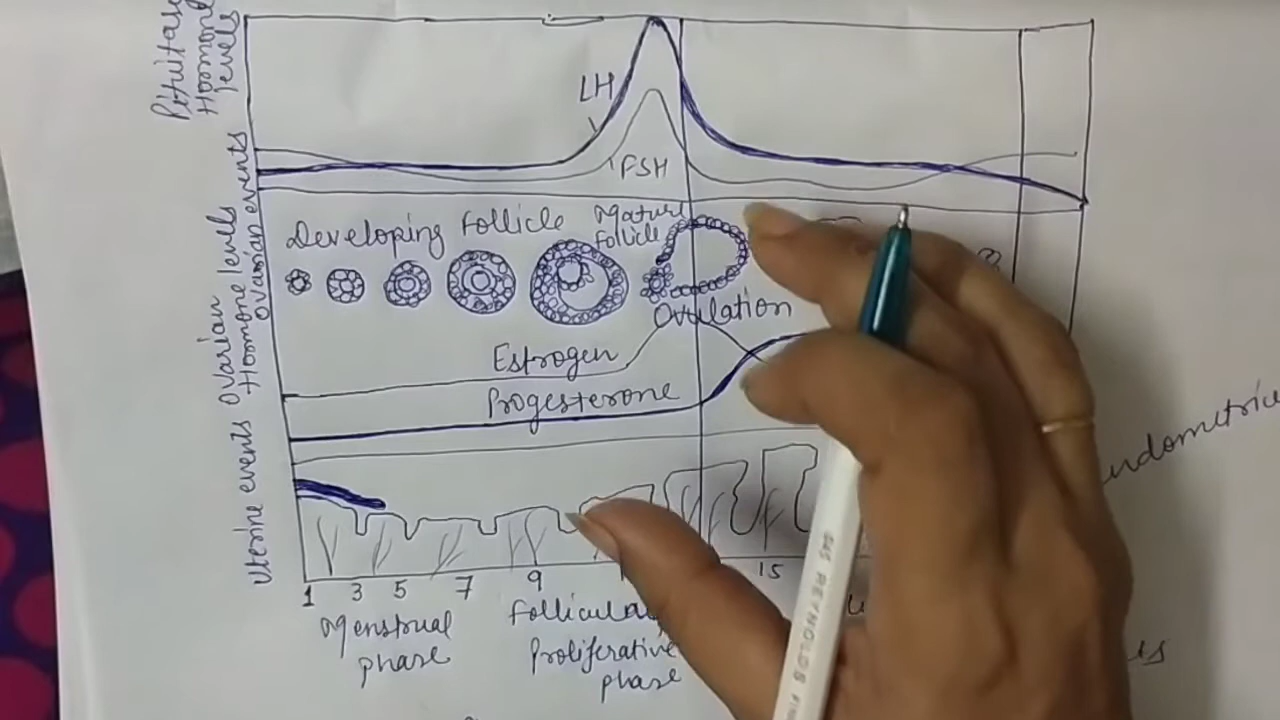 Pituitary
Hormone
levels
LH
FSH
Ovarian
Hormone levels
Ovarian events
Developing Follicle
Mature
follicle
Ovulation
Estrogen
Progesterone
Uterine events
1 3 5 7 9 15
Menstrual
phase
Follicular
Proliferative
phase
GAS REYNOLDS